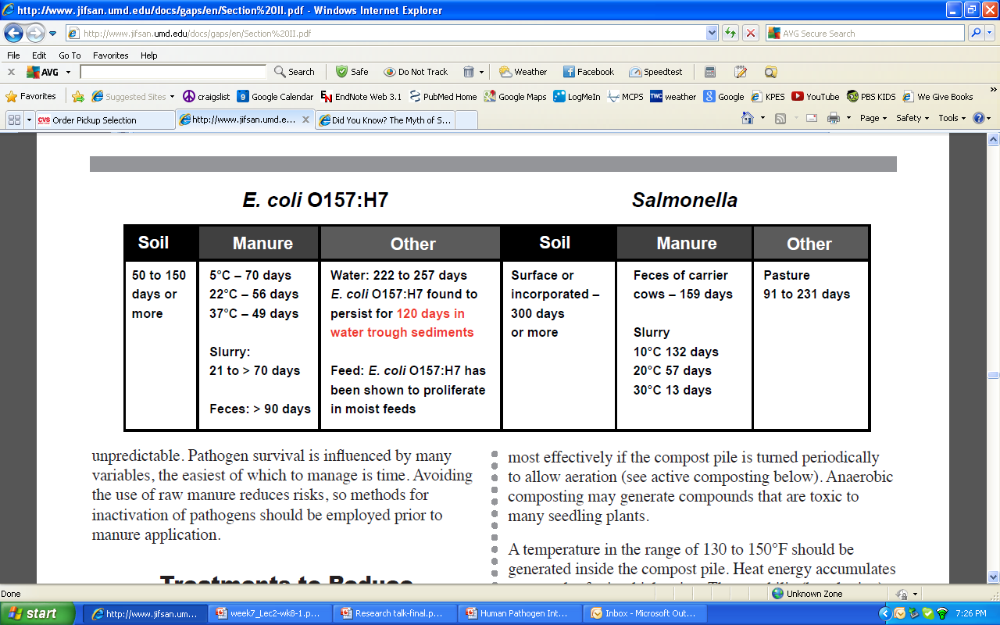 http://www.jifsan.umd.edu/docs/gaps/en/Section%20II.pdf - Windows Internet Explorer
http://www.jifsan.umd.edu/docs/gaps/en/Section%20II.pdf
AVG Secure Search
File Edit Go To Favorites Help
AVG Search Safe Do Not Track Weather Facebook Speedtest
Favorites Suggested Sites craigslist Google Calendar EndNote Web 3.1 PubMed Home Google Maps LogMeIn MCPS weather Google KPES YouTube PBS KIDS We Give Books
CVS Order Pickup Selection http://www.jifsan.umd.e... Did You Know? The Myth of S... Page Safety Tools
E. coli O157:H7
Salmonella
Soil Manure Other Soil Manure Other
50 to 150
days or
more
5°C – 70 days
22°C – 56 days
37°C – 49 days
Slurry:
21 to > 70 days
Feces: > 90 days
Water: 222 to 257 days
E. coli O157:H7 found to
persist for 120 days in
water trough sediments
Feed: E. coli O157:H7 has
been shown to proliferate
in moist feeds
Surface or
incorporated –
300 days
or more
Feces of carrier
cows – 159 days
Slurry
10°C 132 days
20°C 57 days
30°C 13 days
Pasture
91 to 231 days
unpredictable. Pathogen survival is influenced by many
variables, the easiest of which to manage is time. Avoiding
the use of raw manure reduces risks, so methods for
inactivation of pathogens should be employed prior to
manure application.
Treatments to Reduce
most effectively if the compost pile is turned periodically
to allow aeration (see active composting below). Anaerobic
composting may generate compounds that are toxic to
many seedling plants.
A temperature in the range of 130 to 150°F should be
generated inside the compost pile. Heat energy accumulates
Done Unknown Zone
start http://www.jifsan.um... week7_Lec2-wk8-1.p... Research talk-final.p... Human Pathogen Int... Inbox - Microsoft Out... 7:26 PM